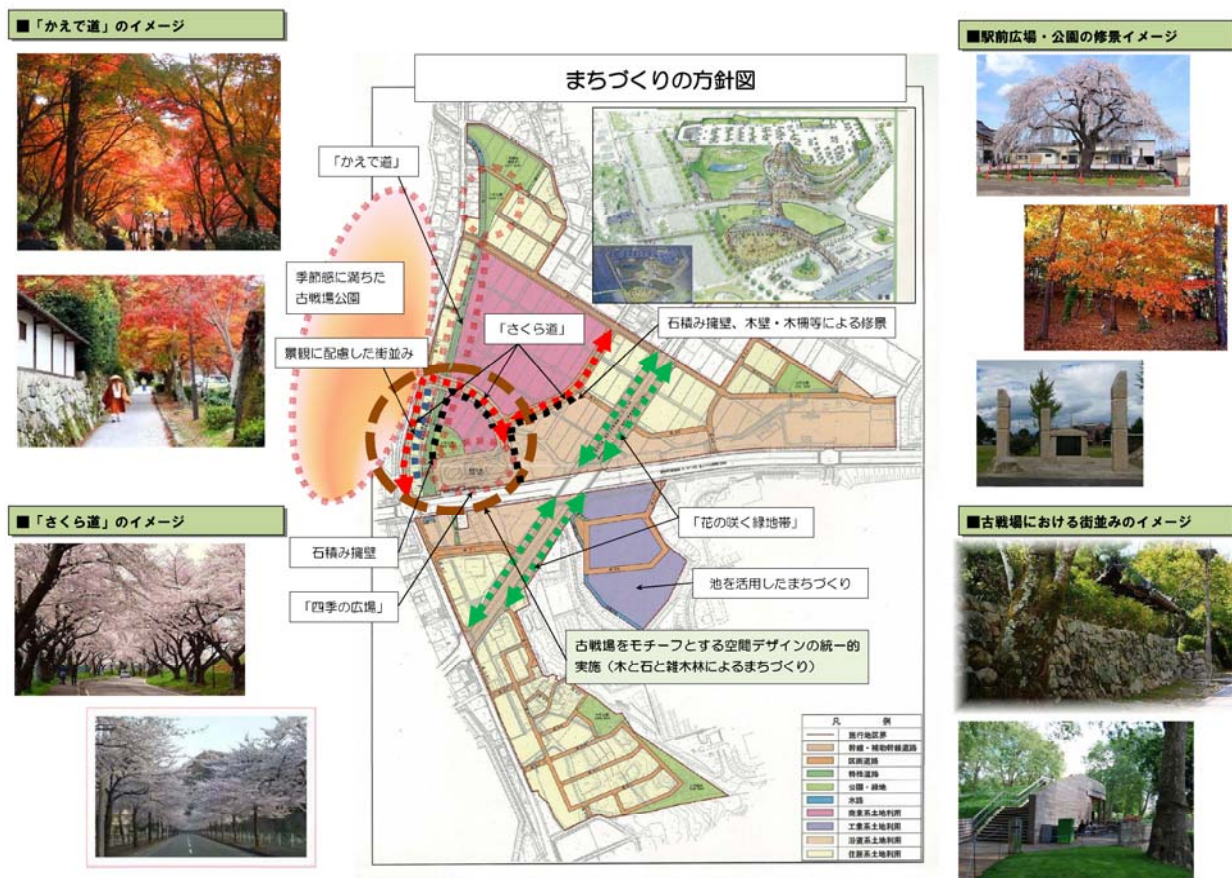 ■「かえで道」のイメージ
まちづくりの方針図
■駅前広場・公園の修景イメージ
「かえで道」
季節感に満ちた
古戦場公園
「さくら道」
石積み擁壁、木壁・木柵等による修景
景観に配慮した街並み
■「さくら道」のイメージ
■古戦場における街並みのイメージ
石積み擁壁
「花の咲く緑地帯」
池を活用したまちづくり
「四季の広場」
古戦場をモチーフとする空間デザインの統一的
実施（木と石と雑木林によるまちづくり）
凡 例
施行地区界
幹線・補助幹線道路
区画道路
特殊道路
公園・緑地
水路
商業系土地利用
工業系土地利用
沿道系土地利用
住居系土地利用